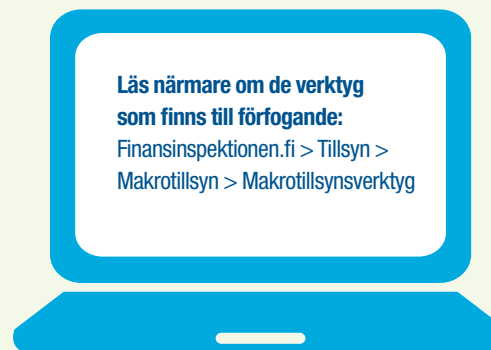 Läs närmare om de verktyg
som finns till förfogande:
Finansinspektionen.fi > Tillsyn >
Makrotillsyn > Makrotillsynsverktyg